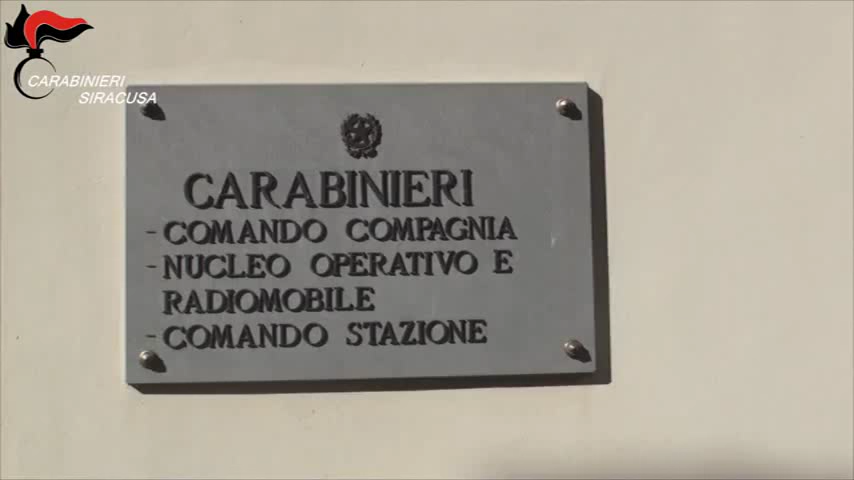 CARABINIERI
SIRACUSA
CARABINIERI
-COMANDO COMPAGNIA
-NUCLEO OPERATIVO E
RADIOMOBILE
-COMANDO STAZIONE